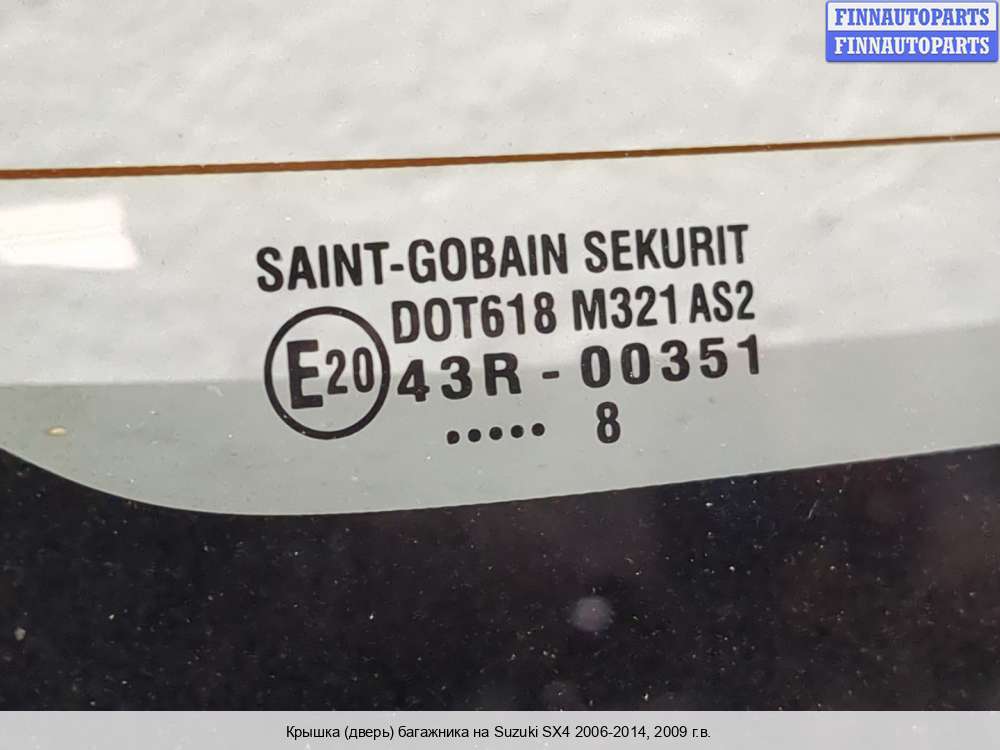 FINNAUTOPARTS
FINNAUTOPARTS
SAINT-GOBAIN SEKURIT
DOT618 M321 AS2
E20 43R - 00351
..... 8
Крышка (дверь) багажника на Suzuki SX4 2006-2014, 2009 г.в.